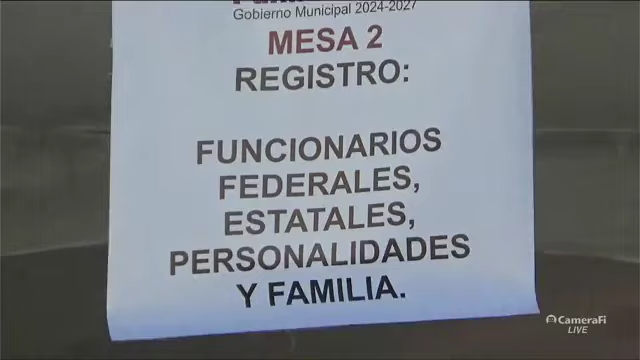 Gobierno Municipal 2024-2027
MESA 2
REGISTRO:
FUNCIONARIOS
FEDERALES,
ESTATALES,
PERSONALIDADES
Y FAMILIA.
CameraFi
LIVE